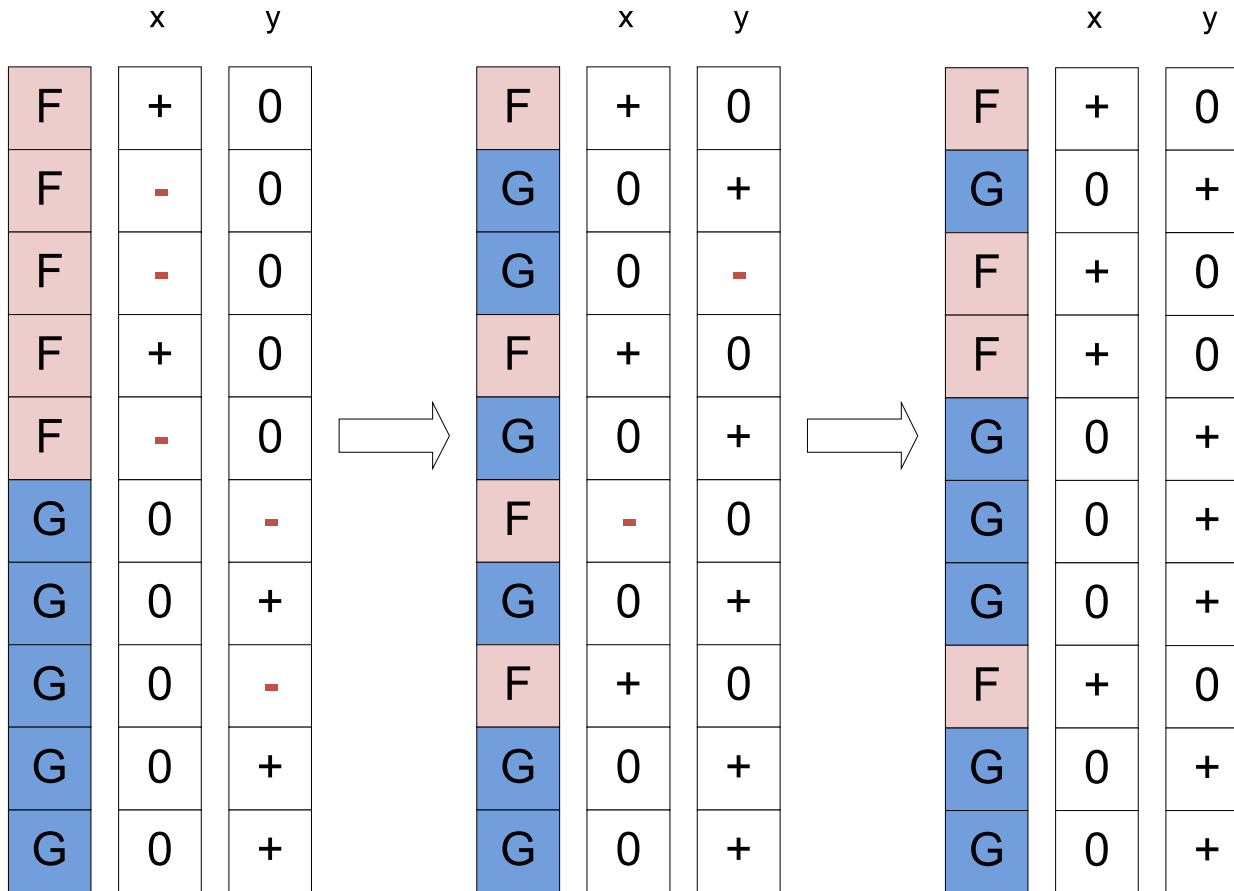 x y x y x y
F + 0 F + 0 F + 0
F - 0 G 0 + G 0 +
F - 0 G 0 - F + 0
F + 0 F + 0 F + 0
F - 0 G 0 + G 0 +
G 0 - F - 0 G 0 +
G 0 + G 0 + G 0 +
G 0 - F + 0 F + 0
G 0 + G 0 + G 0 +
G 0 + G 0 + G 0 +